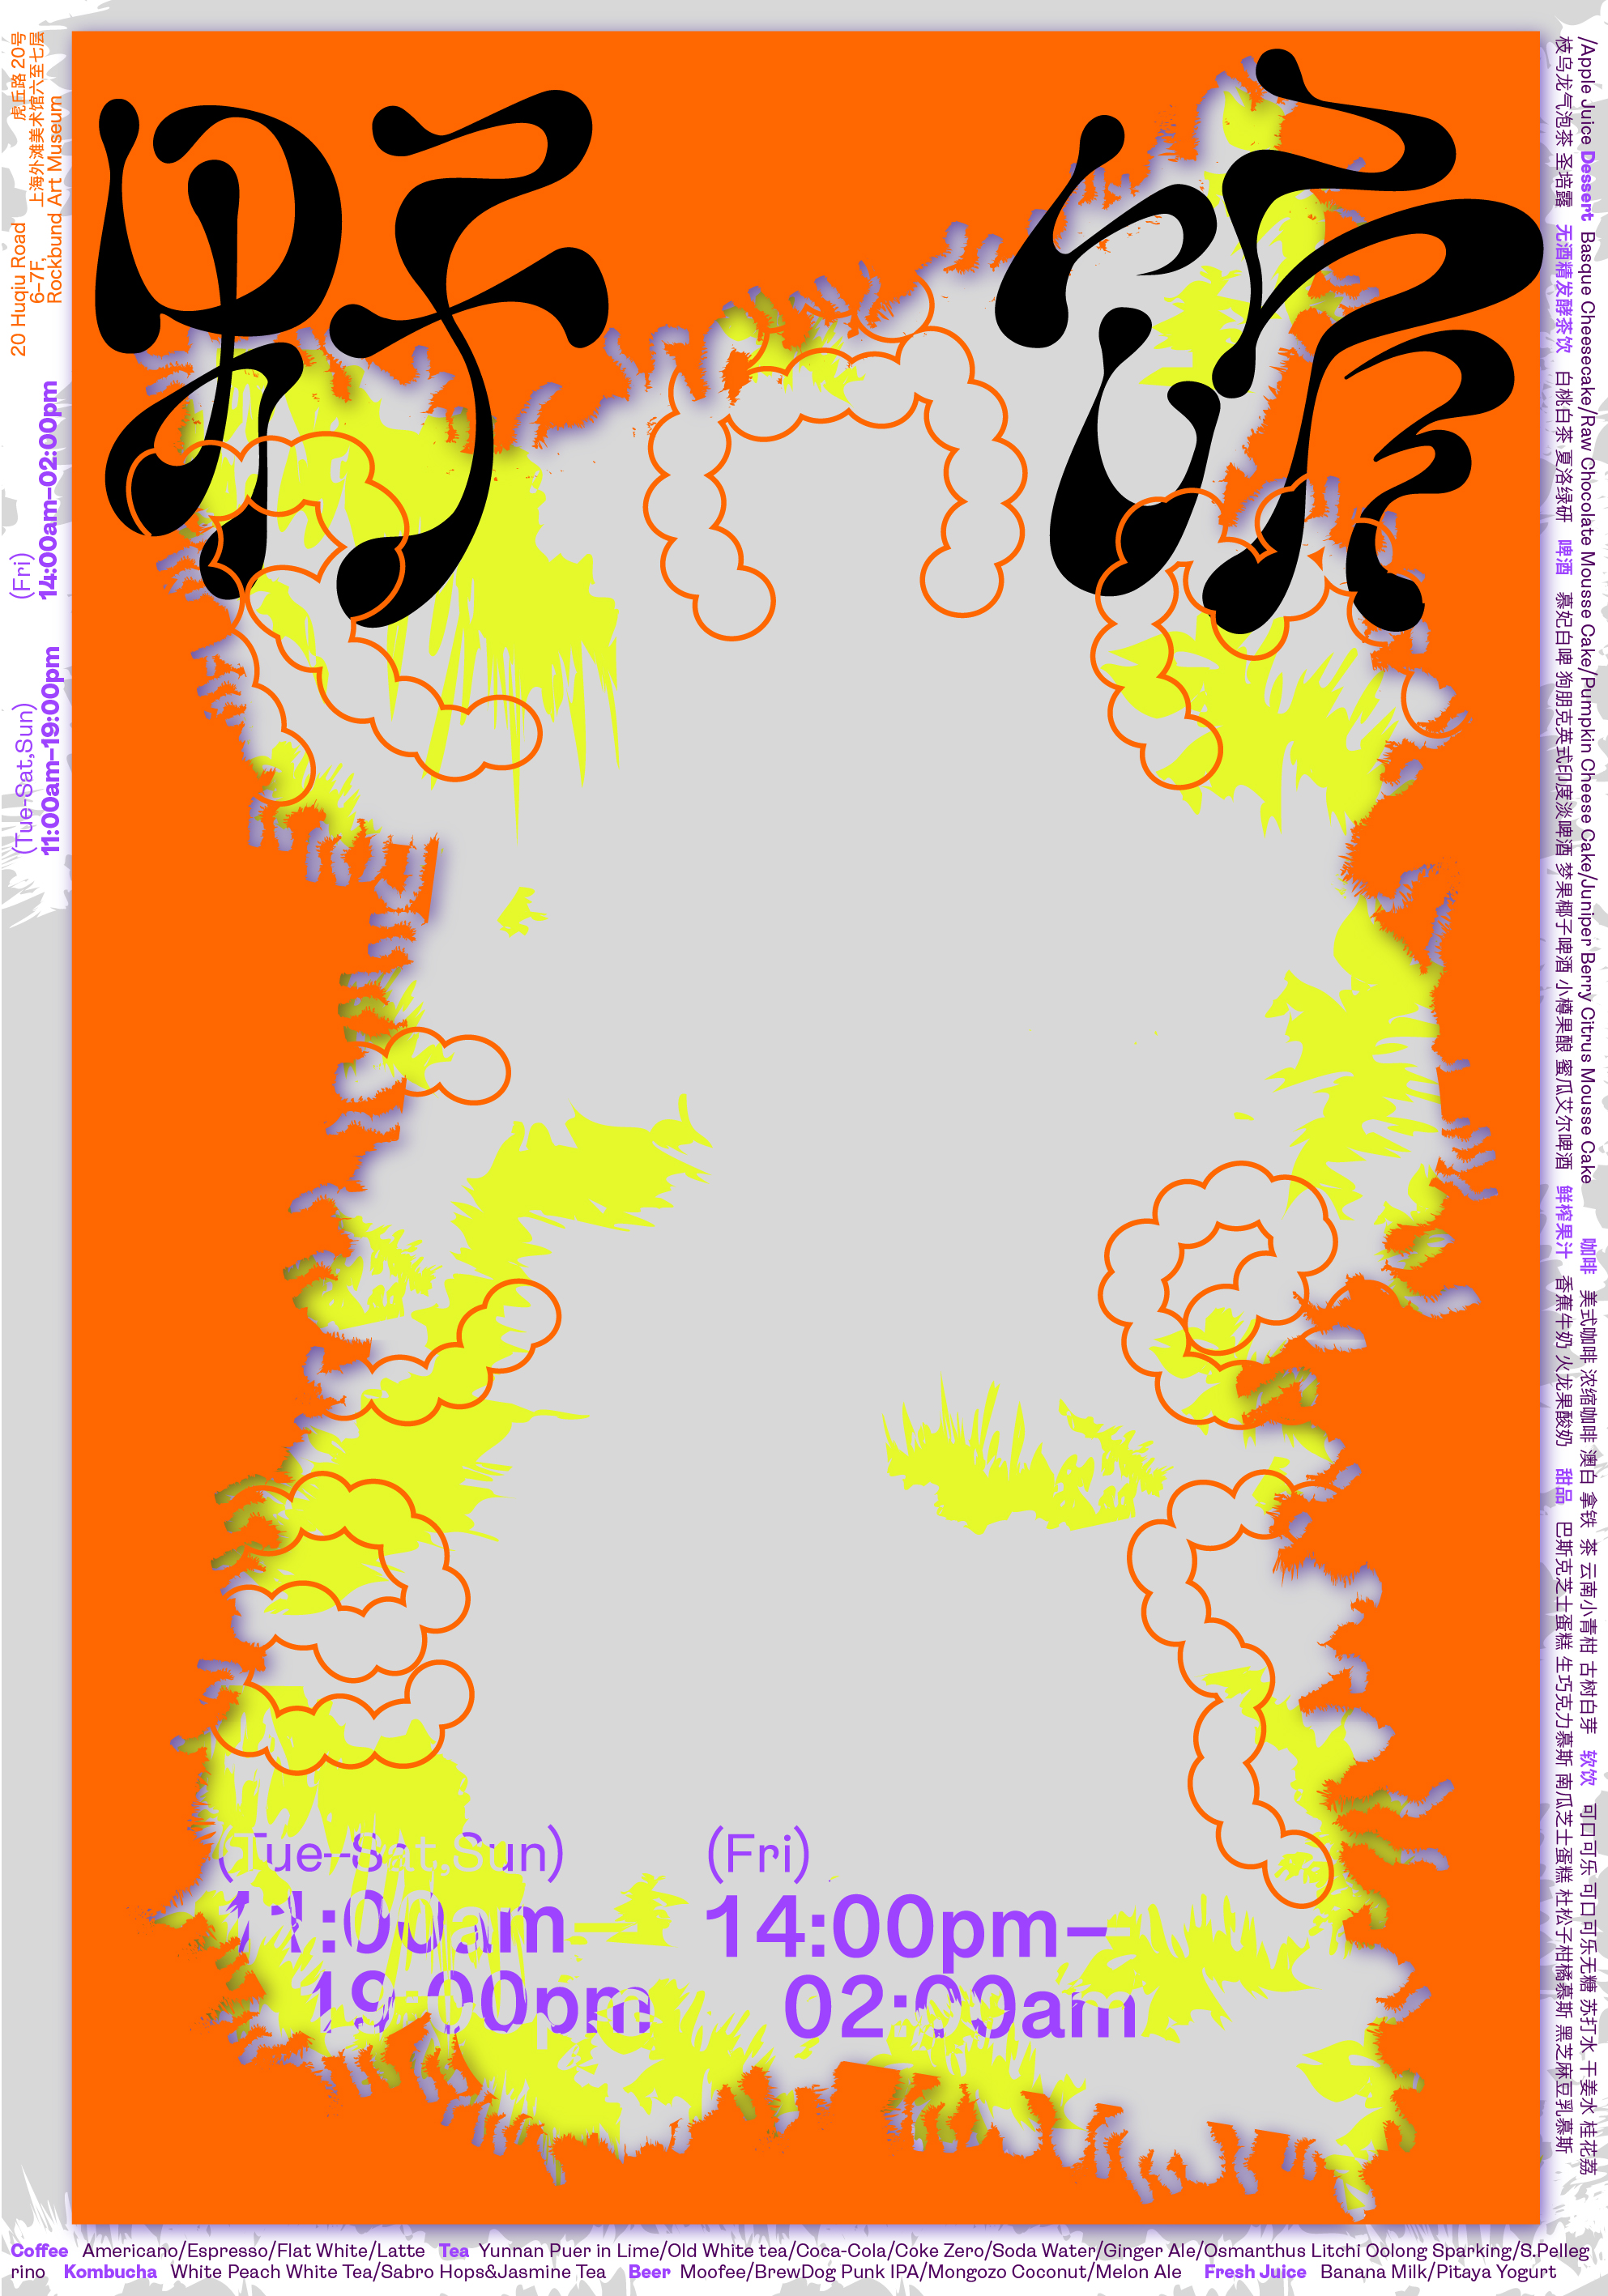 虎丘路 20号
上海外滩美术馆六至七层
20 Huqiu Road
6–7F,
Rockbund Art Museum
(Fri)
14:00am–02:00pm
(Tue-Sat,Sun)
11:00am–19:00pm
(Tue--Sat,Sun)
11:00am–
19:00pm
(Fri)
14:00pm–
02:00am
/Apple Juice Dessert Basque Cheesecake/Raw Chocolate Mousse Cake/Pumpkin Cheese Cake/Juniper Berry Citrus Mousse Cake
咖啡 美式咖啡 浓缩咖啡 澳白 拿铁 茶 云南小青柑 古树白芽 软饮 可口可乐 可口可乐无糖 苏打水 干姜水 桂花荔
枝乌龙气泡茶 圣培露 无酒精发酵茶饮 白桃白茶 夏洛绿研 啤酒 慕妃白啤 狗朋克英式印度淡啤酒 梦果椰子啤酒 小樽果酿 蜜瓜艾尔啤酒 鲜榨果汁 香蕉牛奶 火龙果酸奶 甜品 巴斯克芝士蛋糕 生巧克力慕斯 南瓜芝士蛋糕 杜松子柑橘慕斯 黑芝麻豆乳慕斯
Coffee Americano/Espresso/Flat White/Latte Tea Yunnan Puer in Lime/Old White tea/Coca-Cola/Coke Zero/Soda Water/Ginger Ale/Osmanthus Litchi Oolong Sparking/S.Pelleg
rino Kombucha White Peach White Tea/Sabro Hops&Jasmine Tea Beer Moofee/BrewDog Punk IPA/Mongozo Coconut/Melon Ale Fresh Juice Banana Milk/Pitaya Yogurt